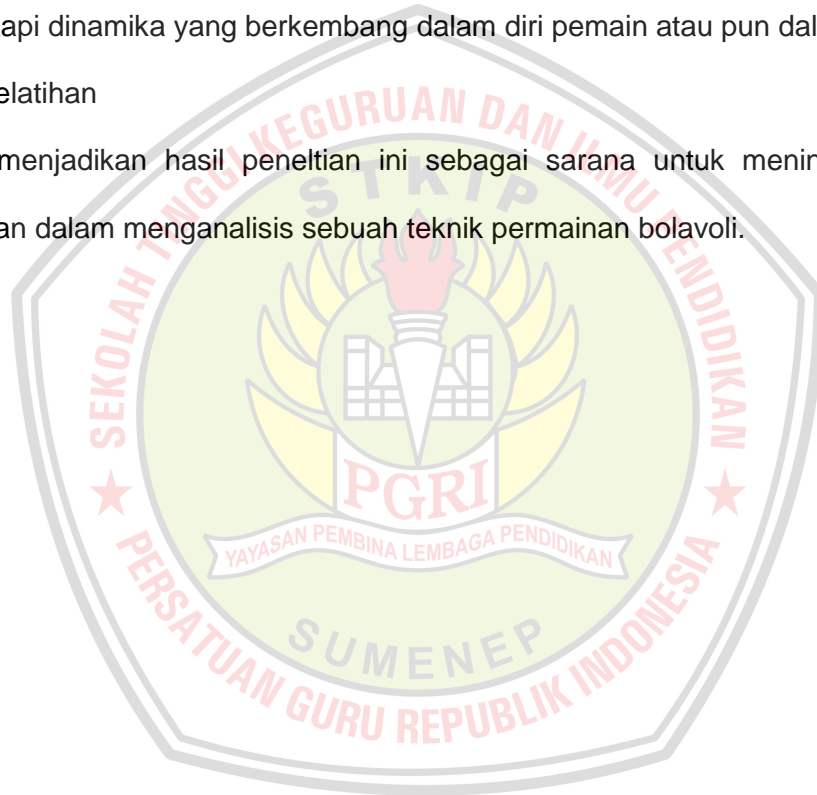 api dinamika yang berkembang dalam diri pemain atau pun dal
elatihan
menjadikan hasil peneltian ini sebagai sarana untuk menin
an dalam menganalisis sebuah teknik permainan bolavoli.
SEKOLAH TINGGI KEGURUAN DAN ILMU PENDIDIKAN
STKIP
PGRI
YAYASAN PEMBINA LEMBAGA PENDIDIKAN
SUMENEP
PERSATUAN GURU REPUBLIK INDONESIA